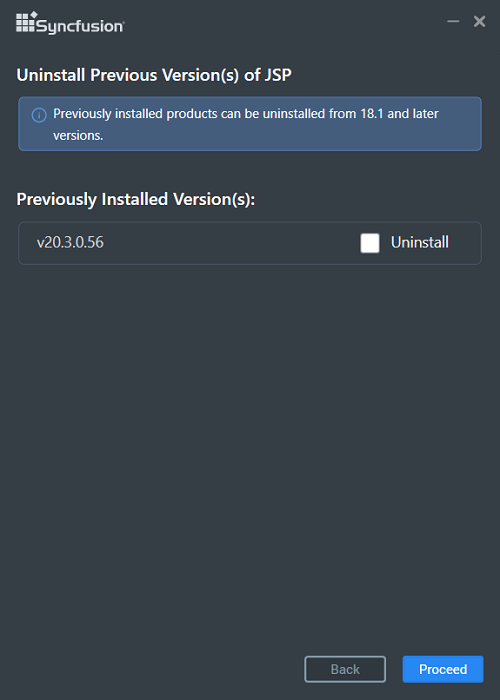 Syncfusion
Uninstall Previous Version(s) of JSP
Previously installed products can be uninstalled from 18.1 and later
versions.
Previously Installed Version(s):
v20.3.0.56 Uninstall
Back Proceed